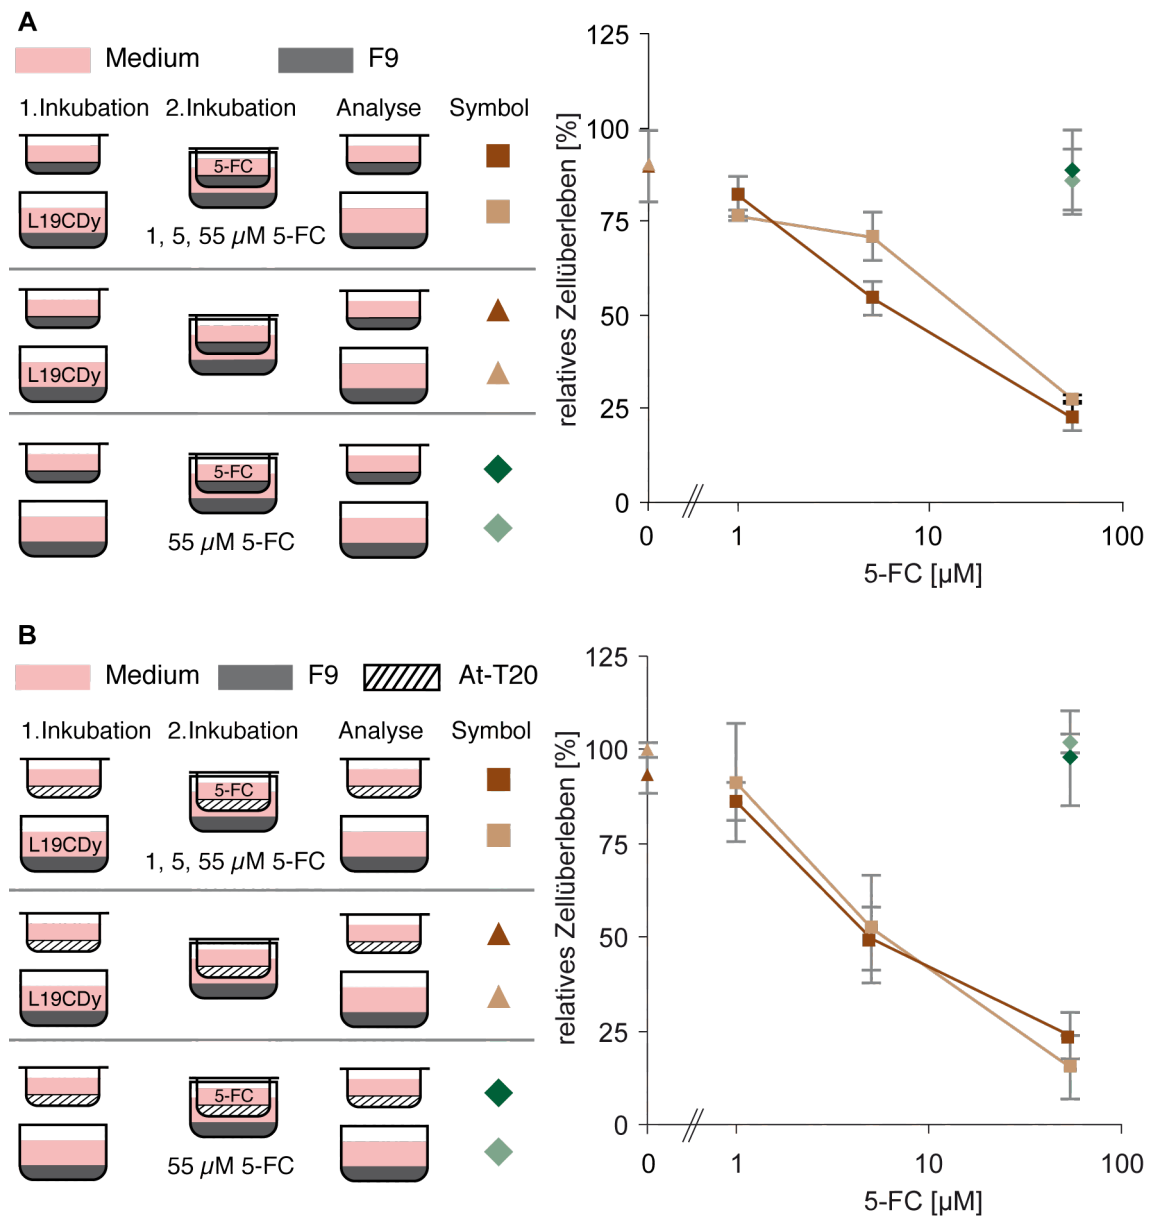 A
Medium F9
1.Inkubation 2.Inkubation Analyse Symbol
5-FC
L19CDy
1, 5, 55 µM 5-FC
L19CDy
5-FC
55 µM 5-FC
relatives Zellüberleben [%]
125
100
75
50
25
0
0 1 10 100
5-FC [µM]
B
Medium F9 At-T20
1.Inkubation 2.Inkubation Analyse Symbol
5-FC
L19CDy
1, 5, 55 µM 5-FC
L19CDy
5-FC
55 µM 5-FC
relatives Zellüberleben [%]
125
100
75
50
25
0
0 1 10 100
5-FC [µM]